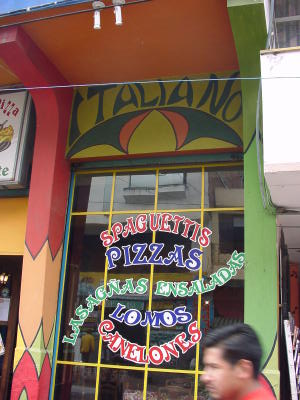 ITALIANO
SPAGUETTIS
PIZZAS
LASAGNAS ENSALADAS
LOMOS
CANELONES